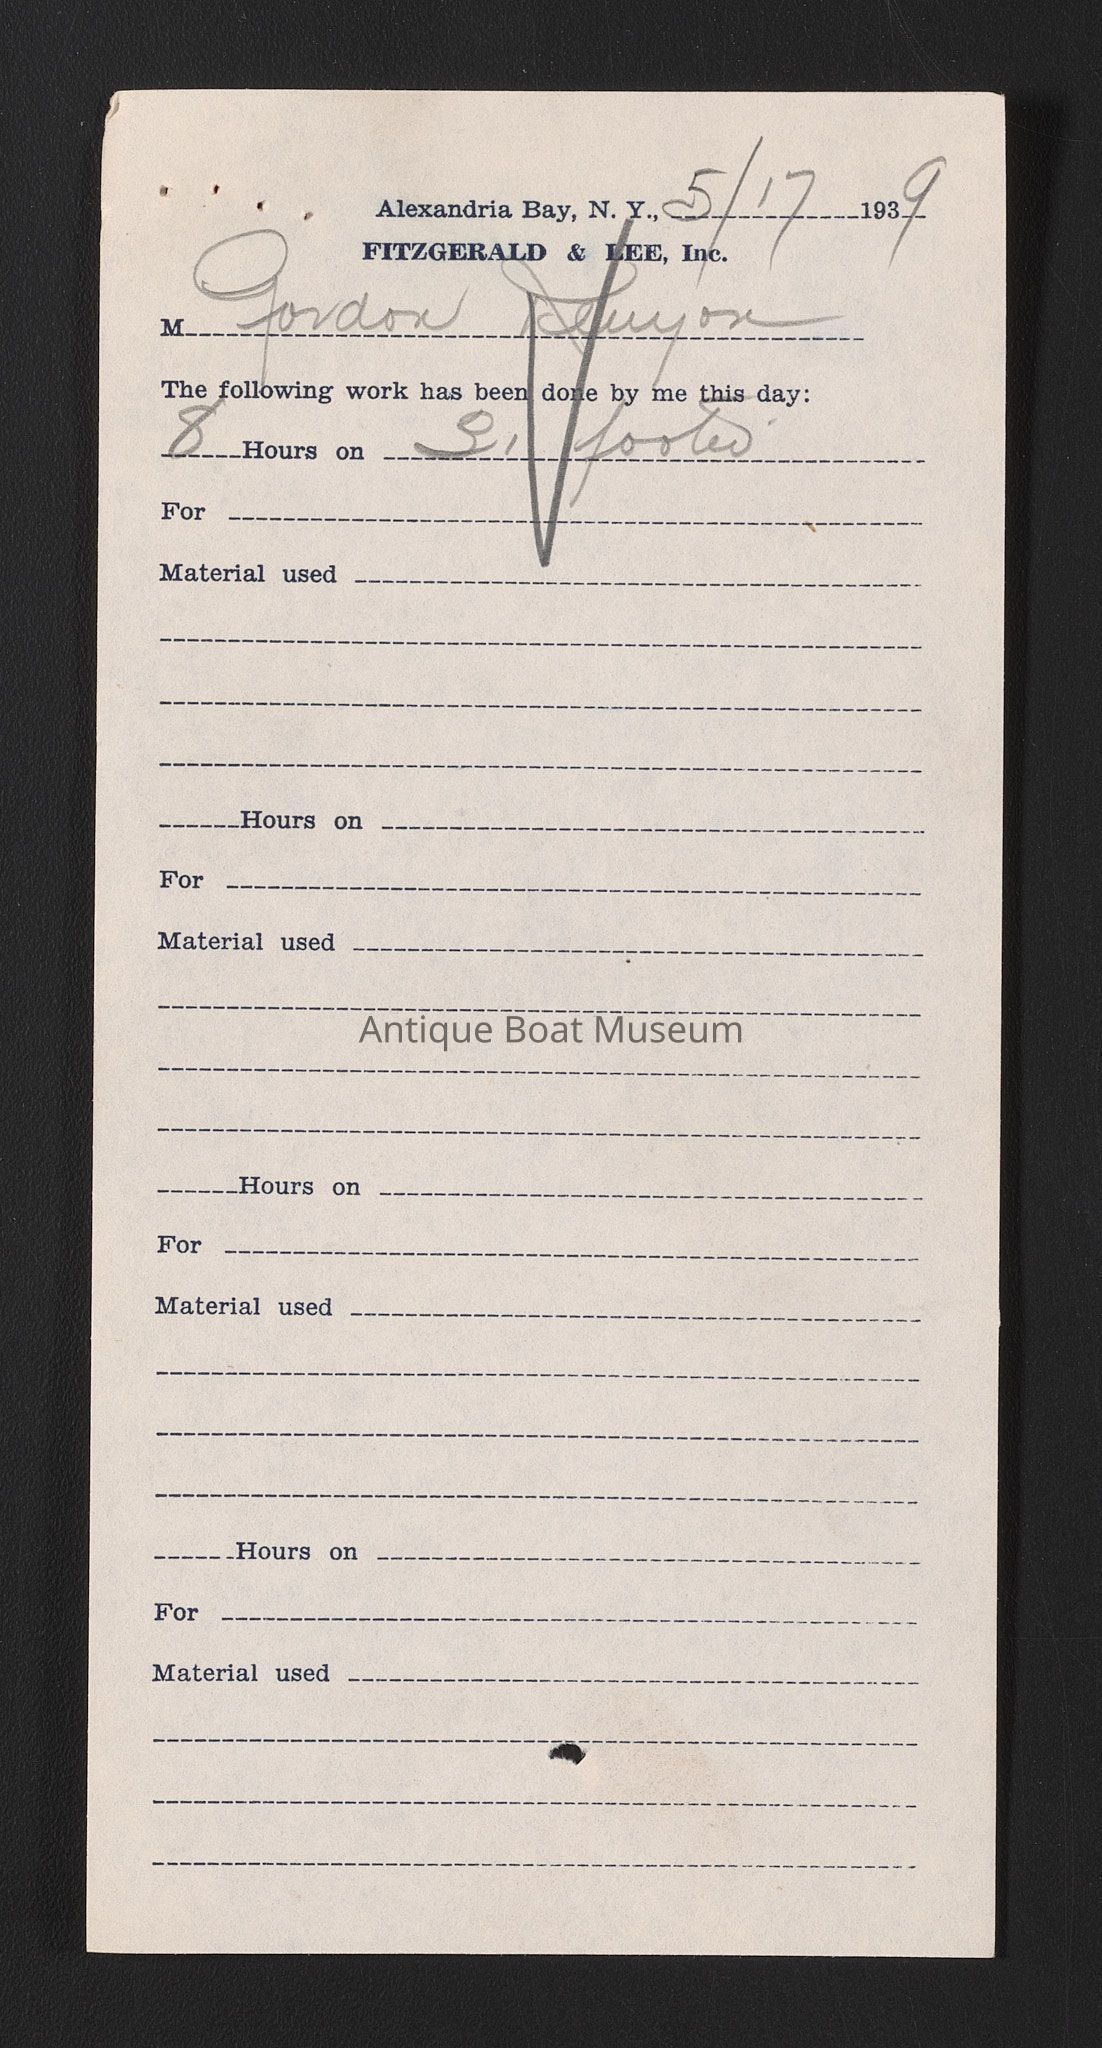 Alexandria Bay, N. Y., 5/17 1939
FITZGERALD & LEE, Inc.
M Gordon Kenyon
The following work has been done by me this day:
8 Hours on footer
For
Material used
Hours on
For
Material used
Antique Boat Museum
Hours on
For
Material used
Hours on
For
Material used